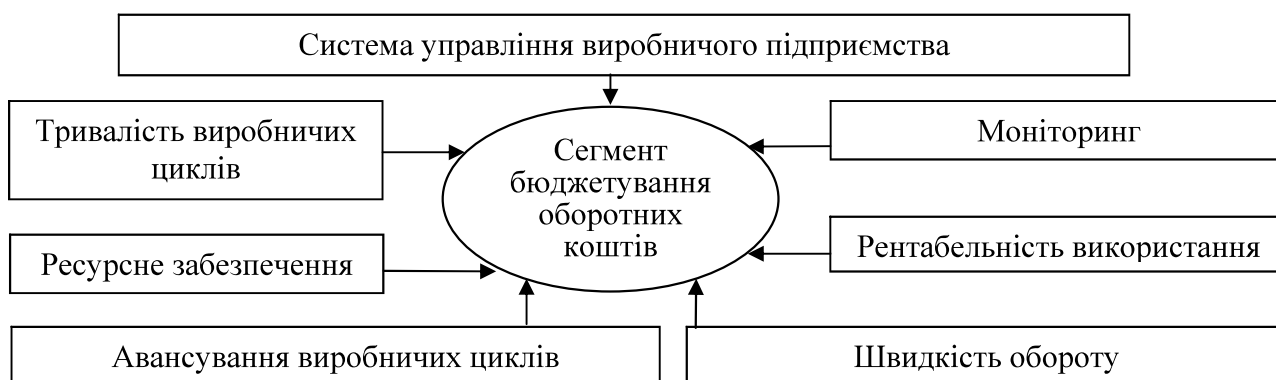 Система управління виробничого підприємства
Тривалість виробничих
циклів
Моніторинг
Сегмент
бюджетування
оборотних
коштів
Ресурсне забезпечення
Рентабельність використання
Авансування виробничих циклів
Швидкість обороту